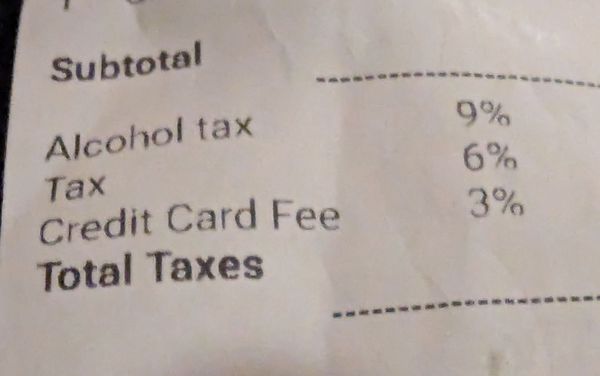 Subtotal
Alcohol tax 9%
Tax 6%
Credit Card Fee 3%
Total Taxes